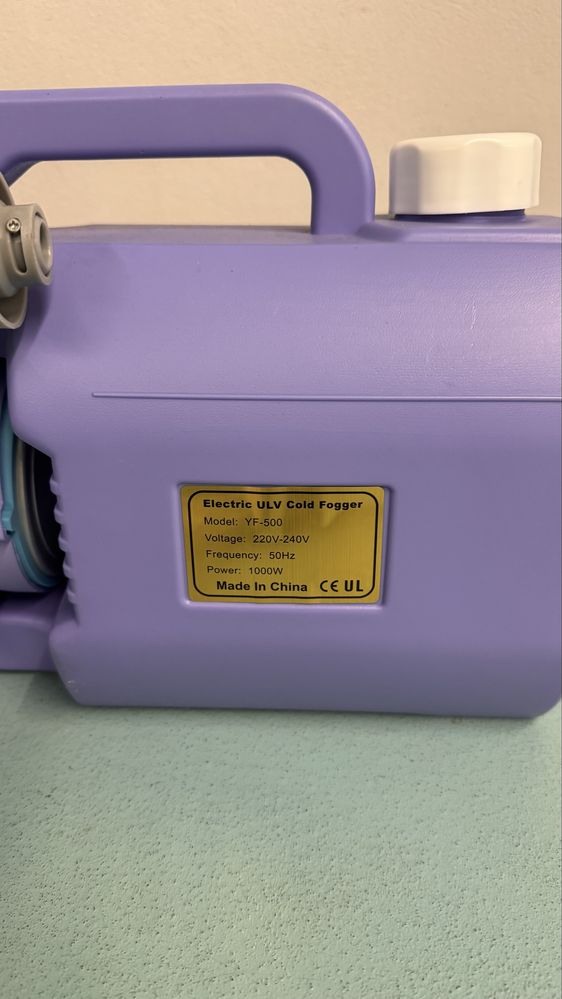 Electric ULV Cold Fogger
Model: YF-500
Voltage: 220V-240V
Frequency: 50Hz
Power: 1000W
Made In China CE UL